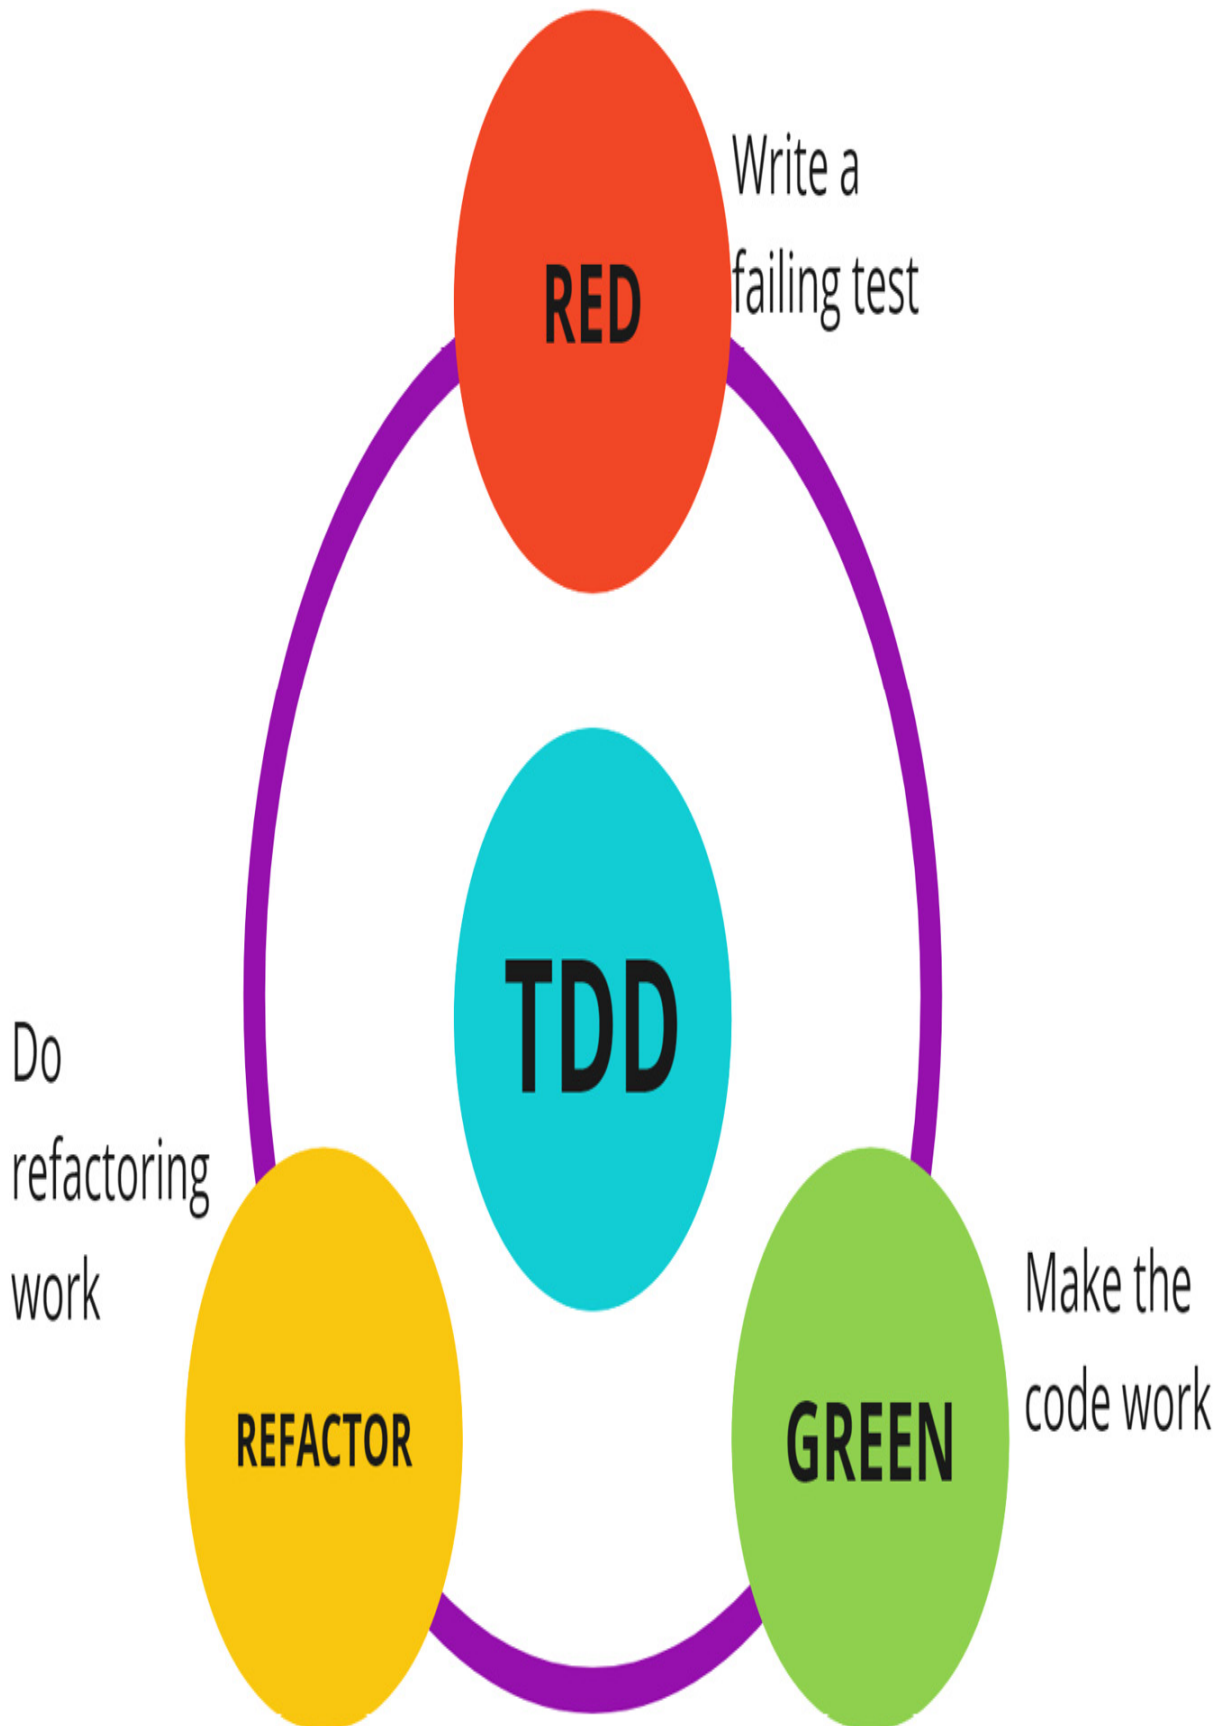 RED
Write a
failing test
TDD
Do
refactoring
work
REFACTOR
GREEN
Make the
code work